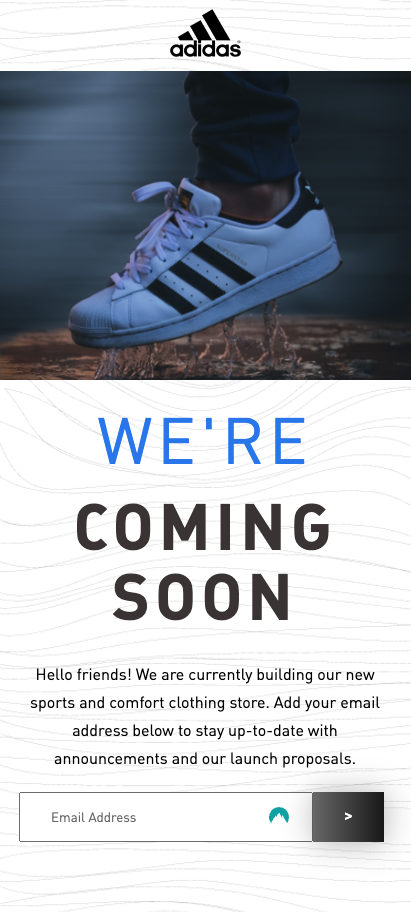 adidas
SUPERSTAR
WE'RE
COMING
SOON
Hello friends! We are currently building our new
sports and comfort clothing store. Add your email
address below to stay up-to-date with
announcements and our launch proposals.
Email Address
>